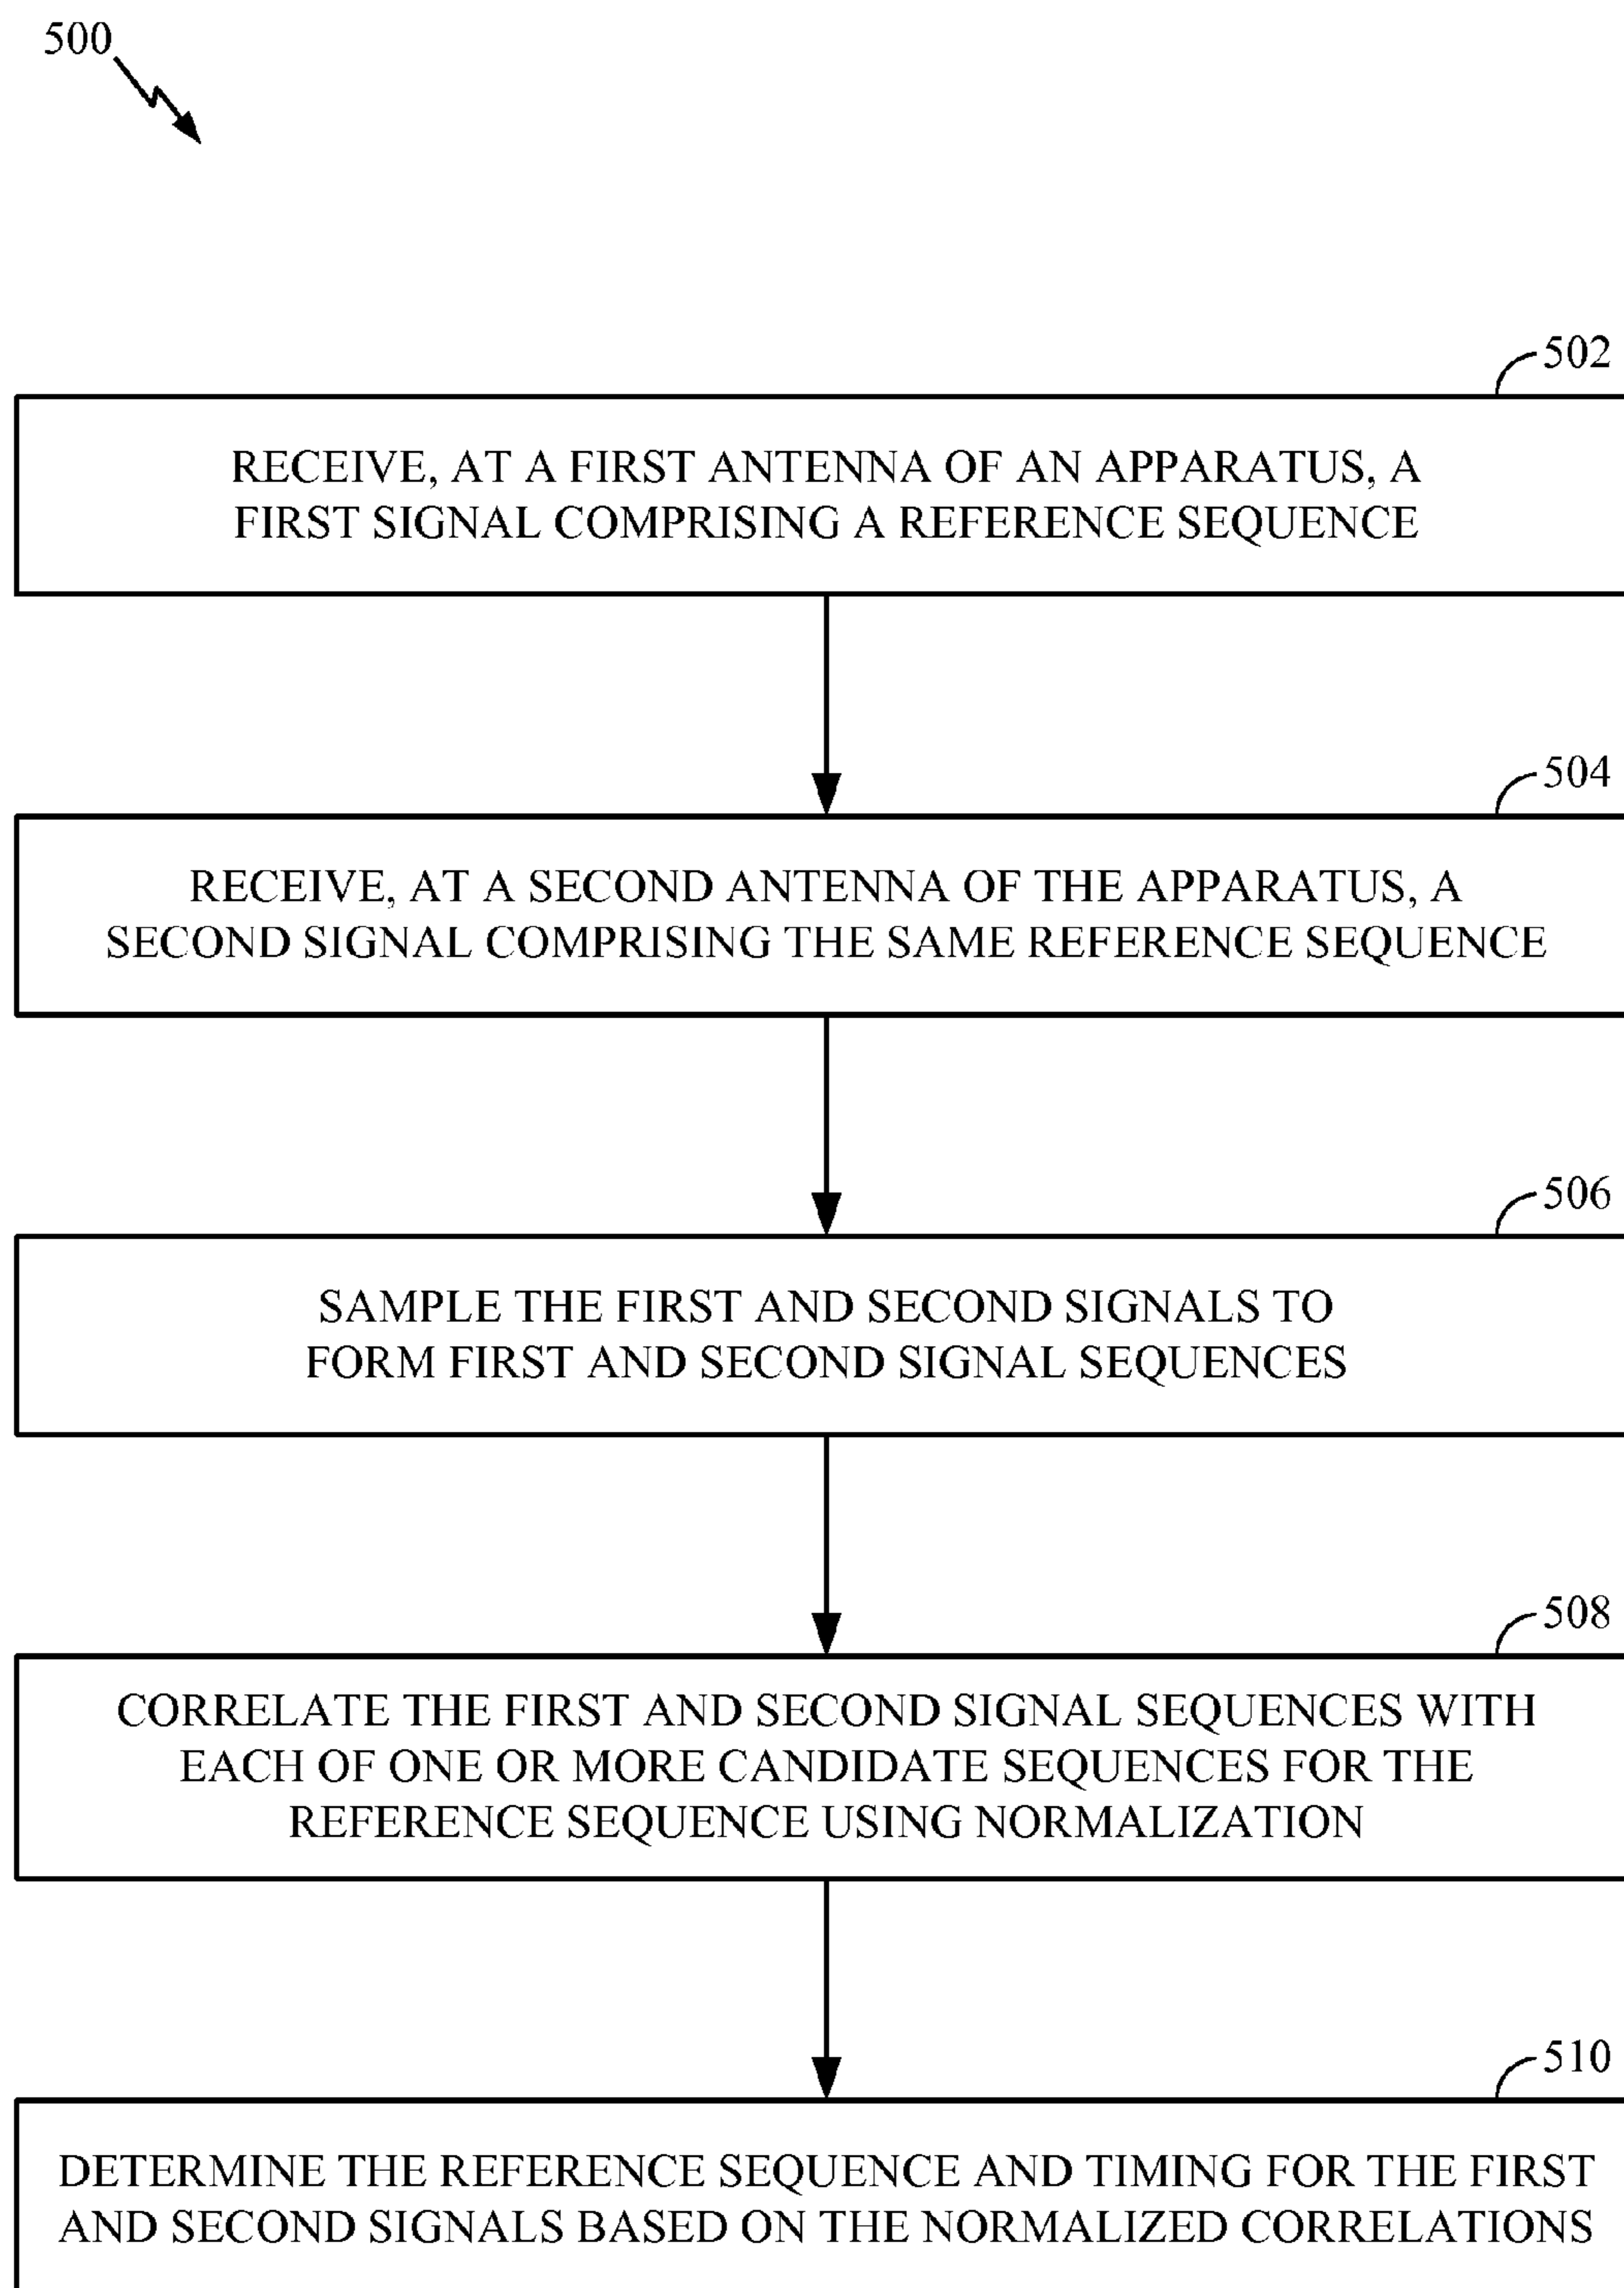 500
502
RECEIVE, AT A FIRST ANTENNA OF AN APPARATUS, A
FIRST SIGNAL COMPRISING A REFERENCE SEQUENCE
504
RECEIVE, AT A SECOND ANTENNA OF THE APPARATUS, A
SECOND SIGNAL COMPRISING THE SAME REFERENCE SEQUENCE
506
SAMPLE THE FIRST AND SECOND SIGNALS TO
FORM FIRST AND SECOND SIGNAL SEQUENCES
508
CORRELATE THE FIRST AND SECOND SIGNAL SEQUENCES WITH
EACH OF ONE OR MORE CANDIDATE SEQUENCES FOR THE
REFERENCE SEQUENCE USING NORMALIZATION
510
DETERMINE THE REFERENCE SEQUENCE AND TIMING FOR THE FIRST
AND SECOND SIGNALS BASED ON THE NORMALIZED CORRELATIONS